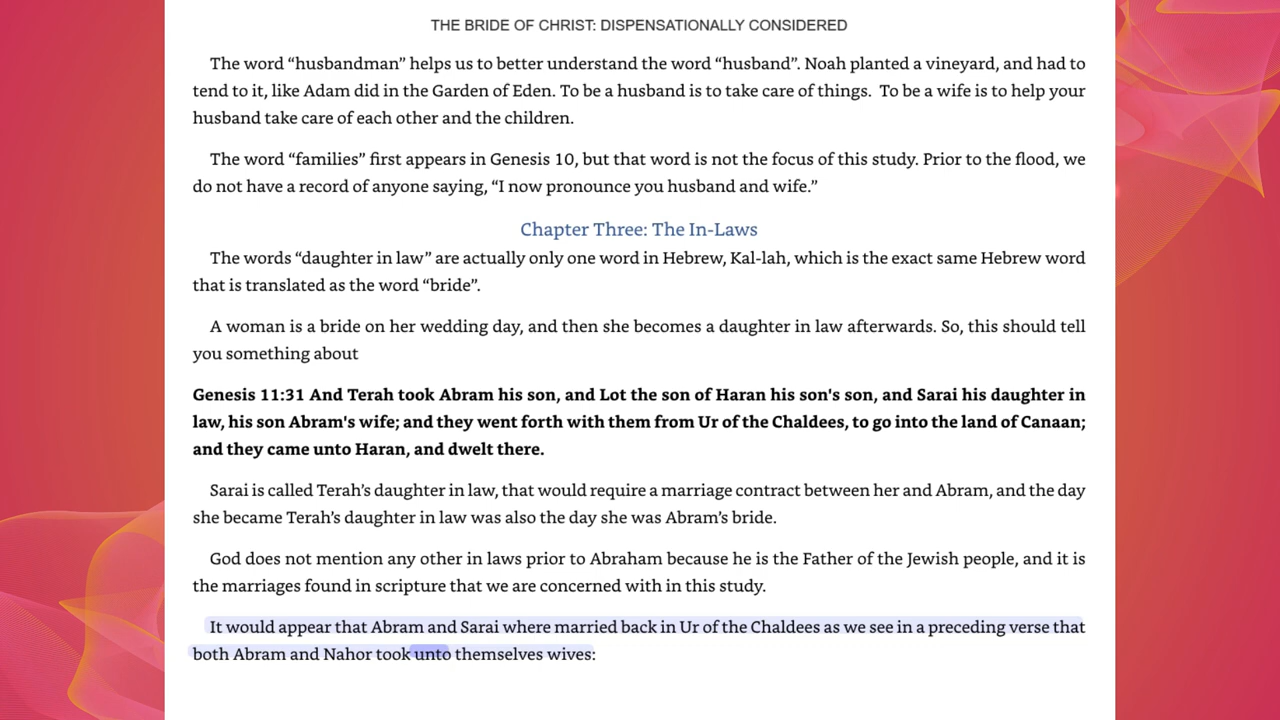 THE BRIDE OF CHRIST: DISPENSATIONALLY CONSIDERED
The word “husbandman” helps us to better understand the word “husband”. Noah planted a vineyard, and had to
tend to it, like Adam did in the Garden of Eden. To be a husband is to take care of things.  To be a wife is to help your
husband take care of each other and the children.
The word “families” first appears in Genesis 10, but that word is not the focus of this study. Prior to the flood, we
do not have a record of anyone saying, “I now pronounce you husband and wife.”
Chapter Three: The In-Laws
The words “daughter in law” are actually only one word in Hebrew, Kal-lah, which is the exact same Hebrew word
that is translated as the word “bride”.
A woman is a bride on her wedding day, and then she becomes a daughter in law afterwards. So, this should tell
you something about
Genesis 11:31 And Terah took Abram his son, and Lot the son of Haran his son's son, and Sarai his daughter in
law, his son Abram's wife; and they went forth with them from Ur of the Chaldees, to go into the land of Canaan;
and they came unto Haran, and dwelt there.
Sarai is called Terah’s daughter in law, that would require a marriage contract between her and Abram, and the day
she became Terah’s daughter in law was also the day she was Abram’s bride.
God does not mention any other in laws prior to Abraham because he is the Father of the Jewish people, and it is
the marriages found in scripture that we are concerned with in this study.
It would appear that Abram and Sarai where married back in Ur of the Chaldees as we see in a preceding verse that
both Abram and Nahor took unto themselves wives: